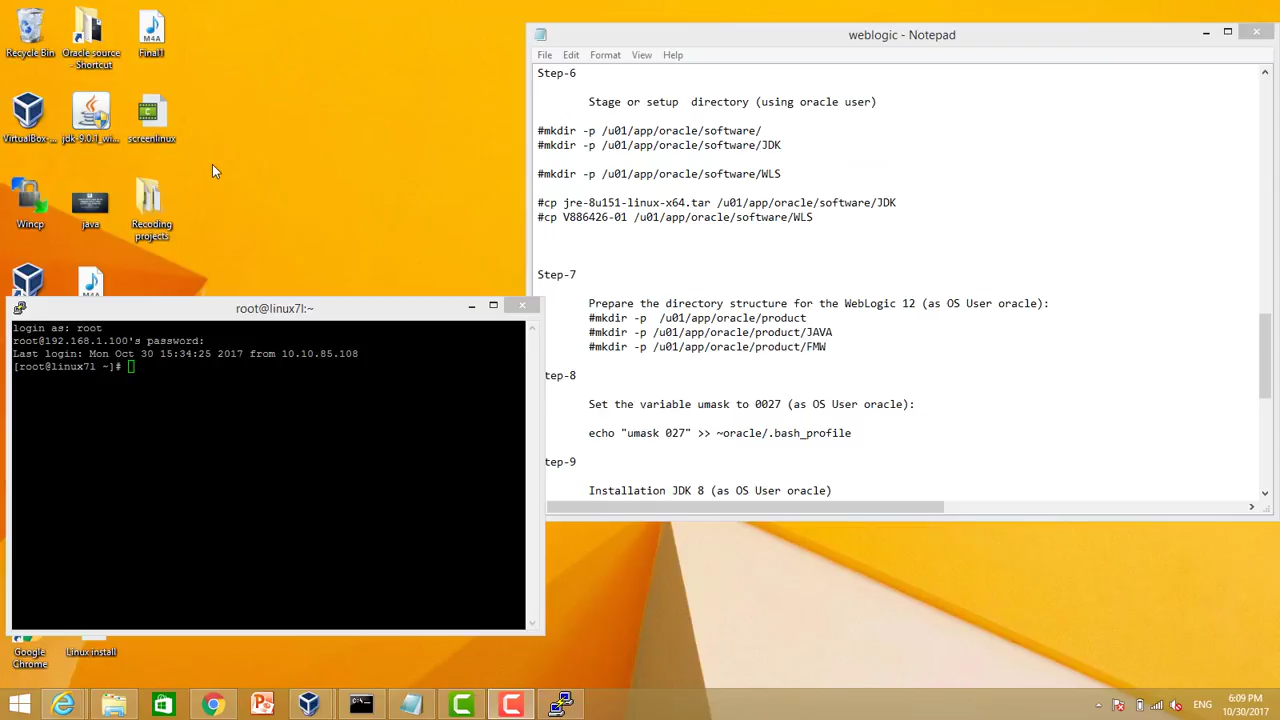 Recycle Bin
Oracle source
- Shortcut
Final1
VirtualBox-...
jdk-9.0.1_wi...
screenlinux
Wincp
java
Recoding
projects
M4A
M4A
weblogic - Notepad
File Edit Format View Help
Step-6
Stage or setup directory (using oracle user)
#mkdir -p /u01/app/oracle/software/
#mkdir -p /u01/app/oracle/software/JDK
#mkdir -p /u01/app/oracle/software/WLS
#cp jre-8u151-linux-x64.tar /u01/app/oracle/software/JDK
#cp V886426-01 /u01/app/oracle/software/WLS
Step-7
Prepare the directory structure for the WebLogic 12 (as OS User oracle):
#mkdir -p /u01/app/oracle/product
#mkdir -p /u01/app/oracle/product/JAVA
#mkdir -p /u01/app/oracle/product/FMW
tep-8
Set the variable umask to 0027 (as OS User oracle):
echo "umask 027" >> ~oracle/.bash_profile
tep-9
Installation JDK 8 (as OS User oracle)
root@linux7l:~
login as: root
root@192.168.1.100's password:
Last login: Mon Oct 30 15:34:25 2017 from 10.10.85.108
[root@linux7l ~]#
Google
Chrome
Linux install
ENG
6:09 PM
10/30/2017